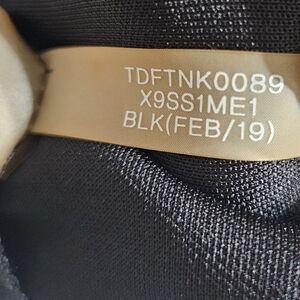 TDFTNK0089
X9SS1ME1
BLK(FEB/19)